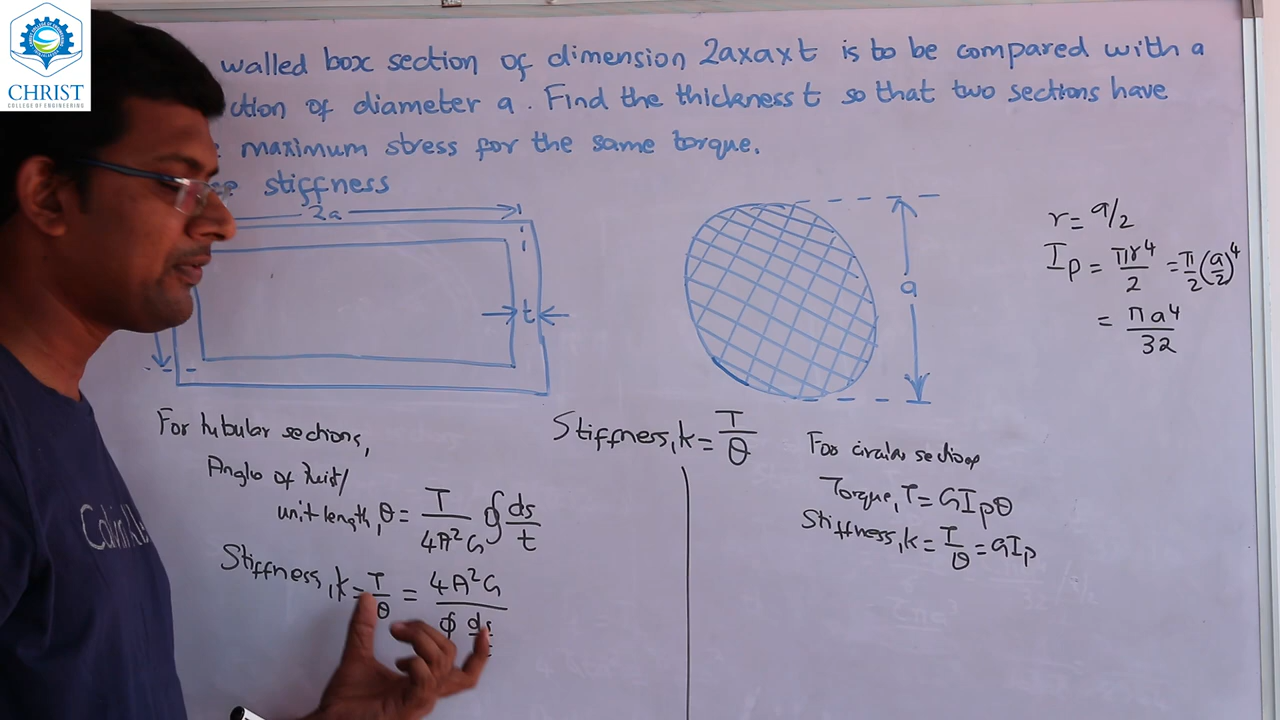 CHRIST
COLLEGE OF ENGINEERING
walled box section of dimension 2axaxt is to be compared with a
ction of diameter a. Find the thickness t so that two sections have
maximum stress for the same torque.
stiffness
2a
t
a
r = a/2
Ip = πr⁴/2 = π/2 (a/2)⁴
= πa⁴/32
For tubular sections,
Angle of twist/
unit length, θ = T/4A²G ∮ ds/t
Stiffness, k = T/θ = 4A²G / ∮ ds
Stiffness, k = T/θ
For circular section
Torque, T = GIpθ
Stiffness, k = T/θ = GIp